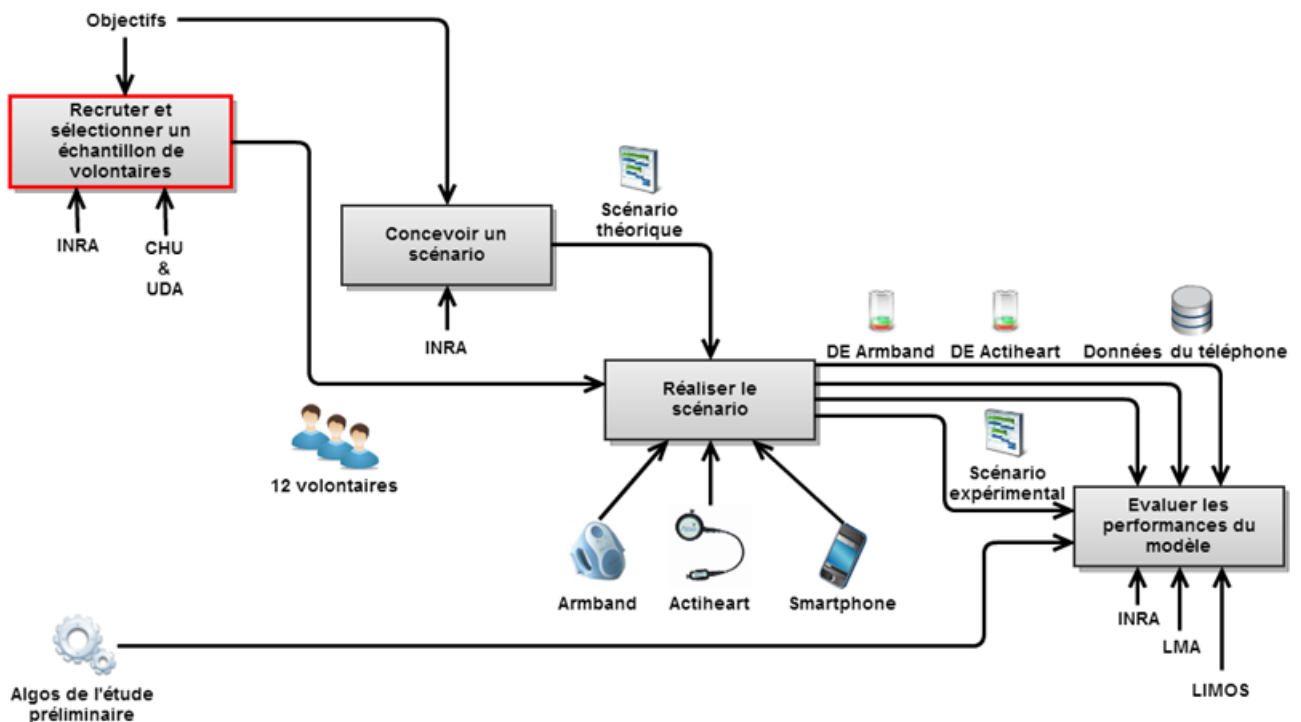 Objectifs
Recruter et
sélectionner un
échantillon de
volontaires
INRA
CHU
&
UDA
Concevoir un
scénario
INRA
Scénario
théorique
12 volontaires
Réaliser le
scénario
Armband
Actiheart
Smartphone
DE Armband
DE Actiheart
Données du téléphone
Scénario
expérimental
Evaluer les
performances du
modèle
INRA
LMA
LIMOS
Algos de l'étude
préliminaire